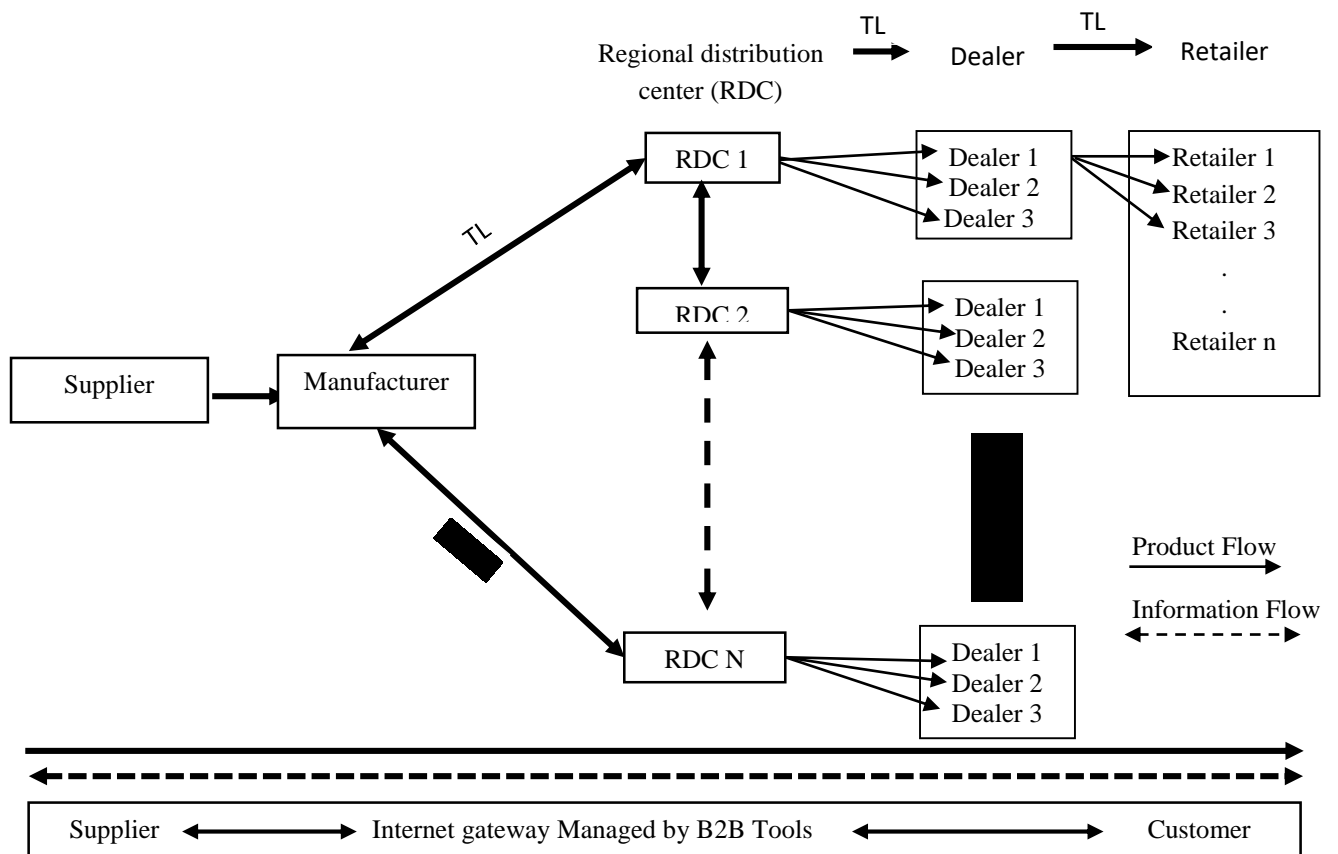 TL
TL
Regional distribution
center (RDC)
Dealer
Retailer
RDC 1
Dealer 1
Dealer 2
Dealer 3
Retailer 1
Retailer 2
Retailer 3
.
.
Retailer n
TL
RDC 2
Dealer 1
Dealer 2
Dealer 3
Supplier
Manufacturer
Product Flow
Information Flow
RDC N
Dealer 1
Dealer 2
Dealer 3
Supplier Internet gateway Managed by B2B Tools Customer